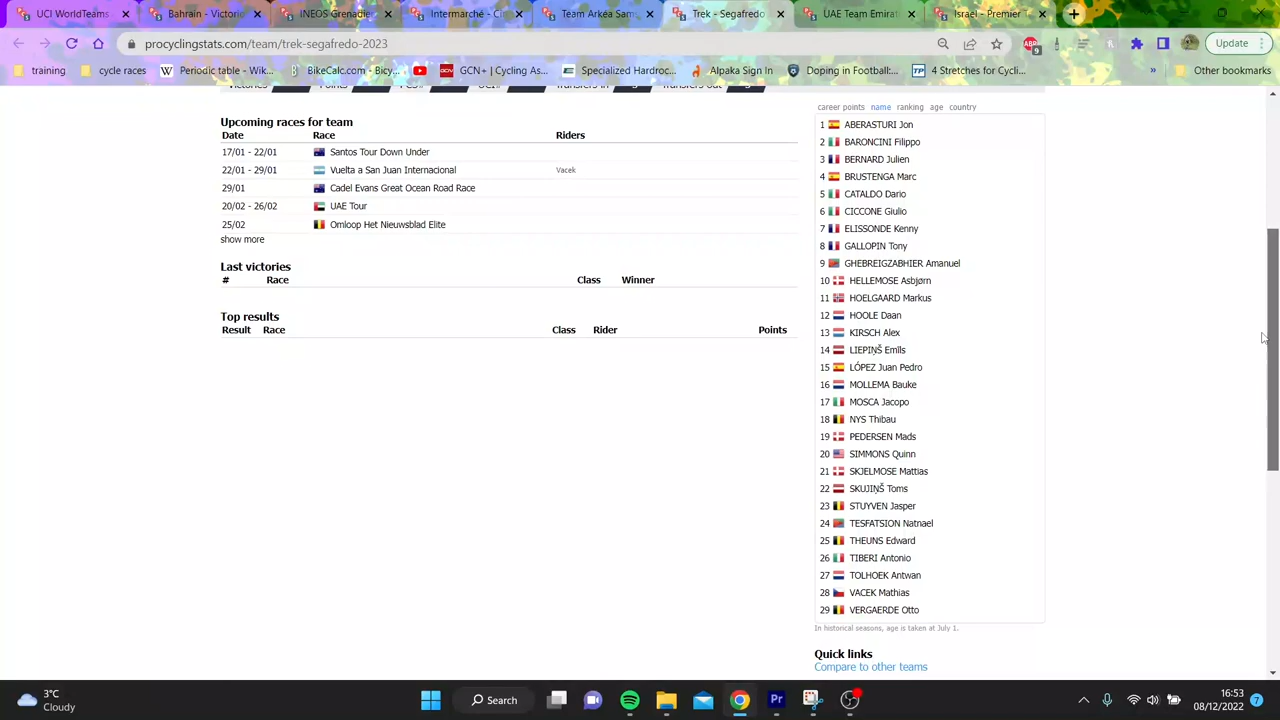 UCI WorldTeams
Bahrain - Victorio
INEOS Grenadie
Intermarché - Ci
Team Arkéa Sams
Trek - Segafredo
UAE Team Emirat
Israel - Premier T
procyclingstats.com/team/trek-segafredo-2023
ABP
9
Update
training
cycle races
Periodic table - Wik...
BikeCalc.com - Bicy...
GCN+ | Cycling As...
Specialized Hardroc...
Alpaka Sign In
Doping in Football:...
4 Stretches for Cycli...
»
Other bookmarks
career points name ranking age country
Upcoming races for team
Date Race Riders
17/01 - 22/01 Santos Tour Down Under
22/01 - 29/01 Vuelta a San Juan Internacional Vacek
29/01 Cadel Evans Great Ocean Road Race
20/02 - 26/02 UAE Tour
25/02 Omloop Het Nieuwsblad Elite
show more
Last victories
# Race Class Winner
Top results
Result Race Class Rider Points
1 ABERASTURI Jon
2 BARONCINI Filippo
3 BERNARD Julien
4 BRUSTENGA Marc
5 CATALDO Dario
6 CICCONE Giulio
7 ELISSONDE Kenny
8 GALLOPIN Tony
9 GHEBREIGZABHIER Amanuel
10 HELLEMOSE Asbjørn
11 HOELGAARD Markus
12 HOOLE Daan
13 KIRSCH Alex
14 LIEPIŅŠ Emīls
15 LÓPEZ Juan Pedro
16 MOLLEMA Bauke
17 MOSCA Jacopo
18 NYS Thibau
19 PEDERSEN Mads
20 SIMMONS Quinn
21 SKJELMOSE Mattias
22 SKUJIŅŠ Toms
23 STUYVEN Jasper
24 TESFATSION Natnael
25 THEUNS Edward
26 TIBERI Antonio
27 TOLHOEK Antwan
28 VACEK Mathias
29 VERGAERDE Otto
In historical seasons, age is taken at July 1.
Quick links
Compare to other teams
3°C
Cloudy
Search
16:53
08/12/2022
7